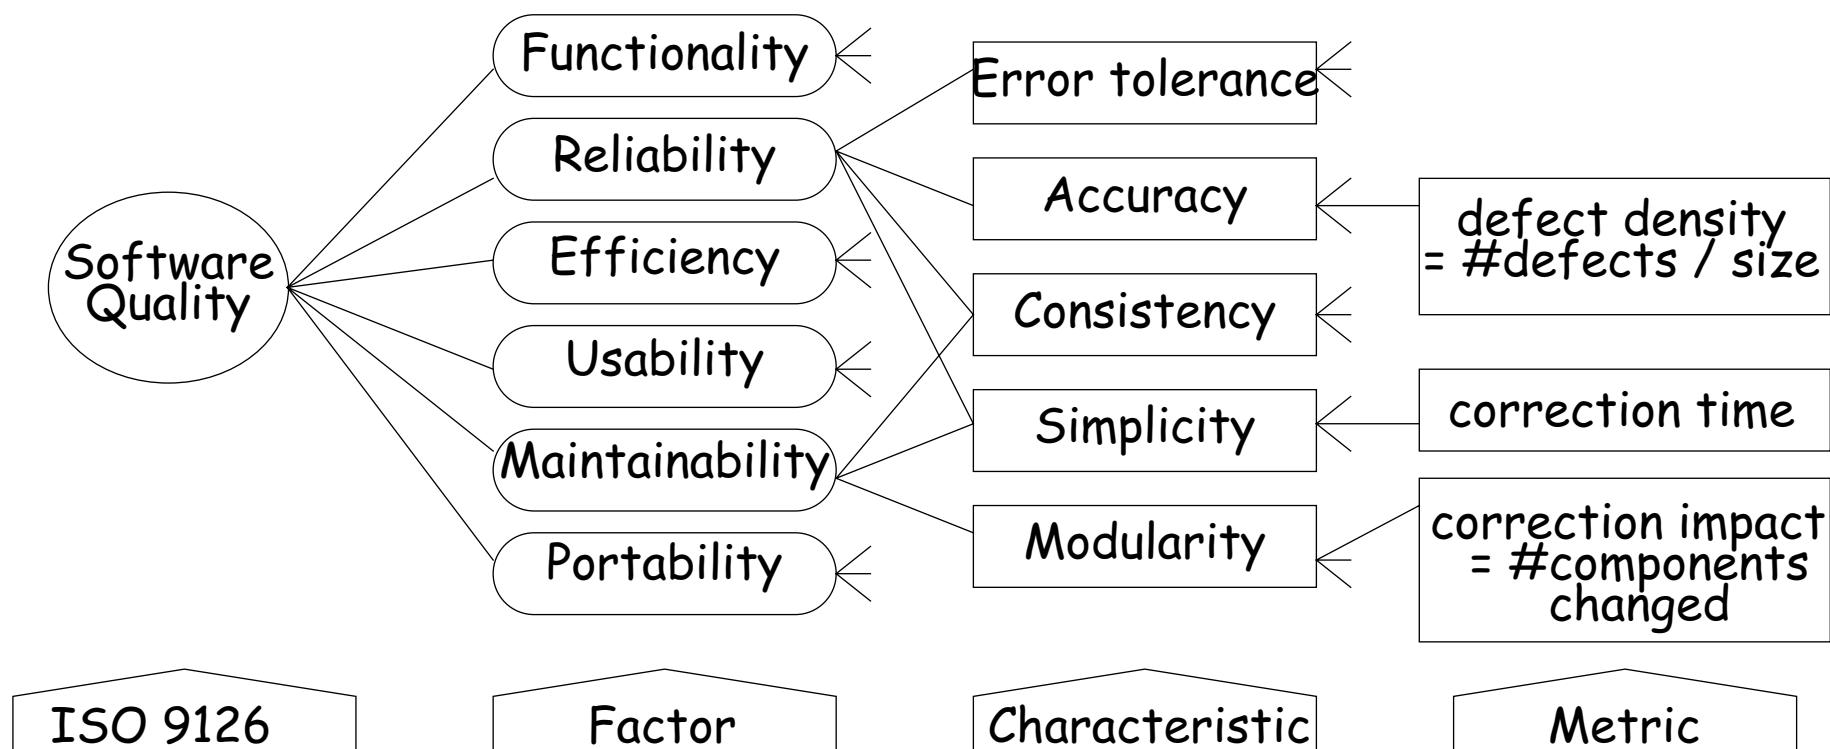 Software
Quality
Functionality
Reliability
Efficiency
Usability
Maintainability
Portability
Error tolerance
Accuracy
Consistency
Simplicity
Modularity
defect density
= #defects / size
correction time
correction impact
= #components
changed
ISO 9126
Factor
Characteristic
Metric